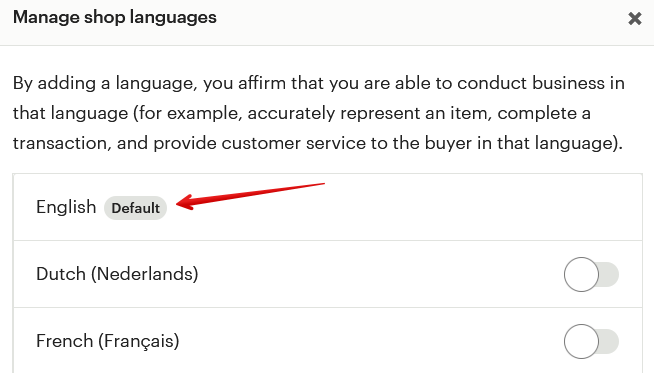 Manage shop languages
By adding a language, you affirm that you are able to conduct business in
that language (for example, accurately represent an item, complete a
transaction, and provide customer service to the buyer in that language).
English Default
Dutch (Nederlands)
French (Français)